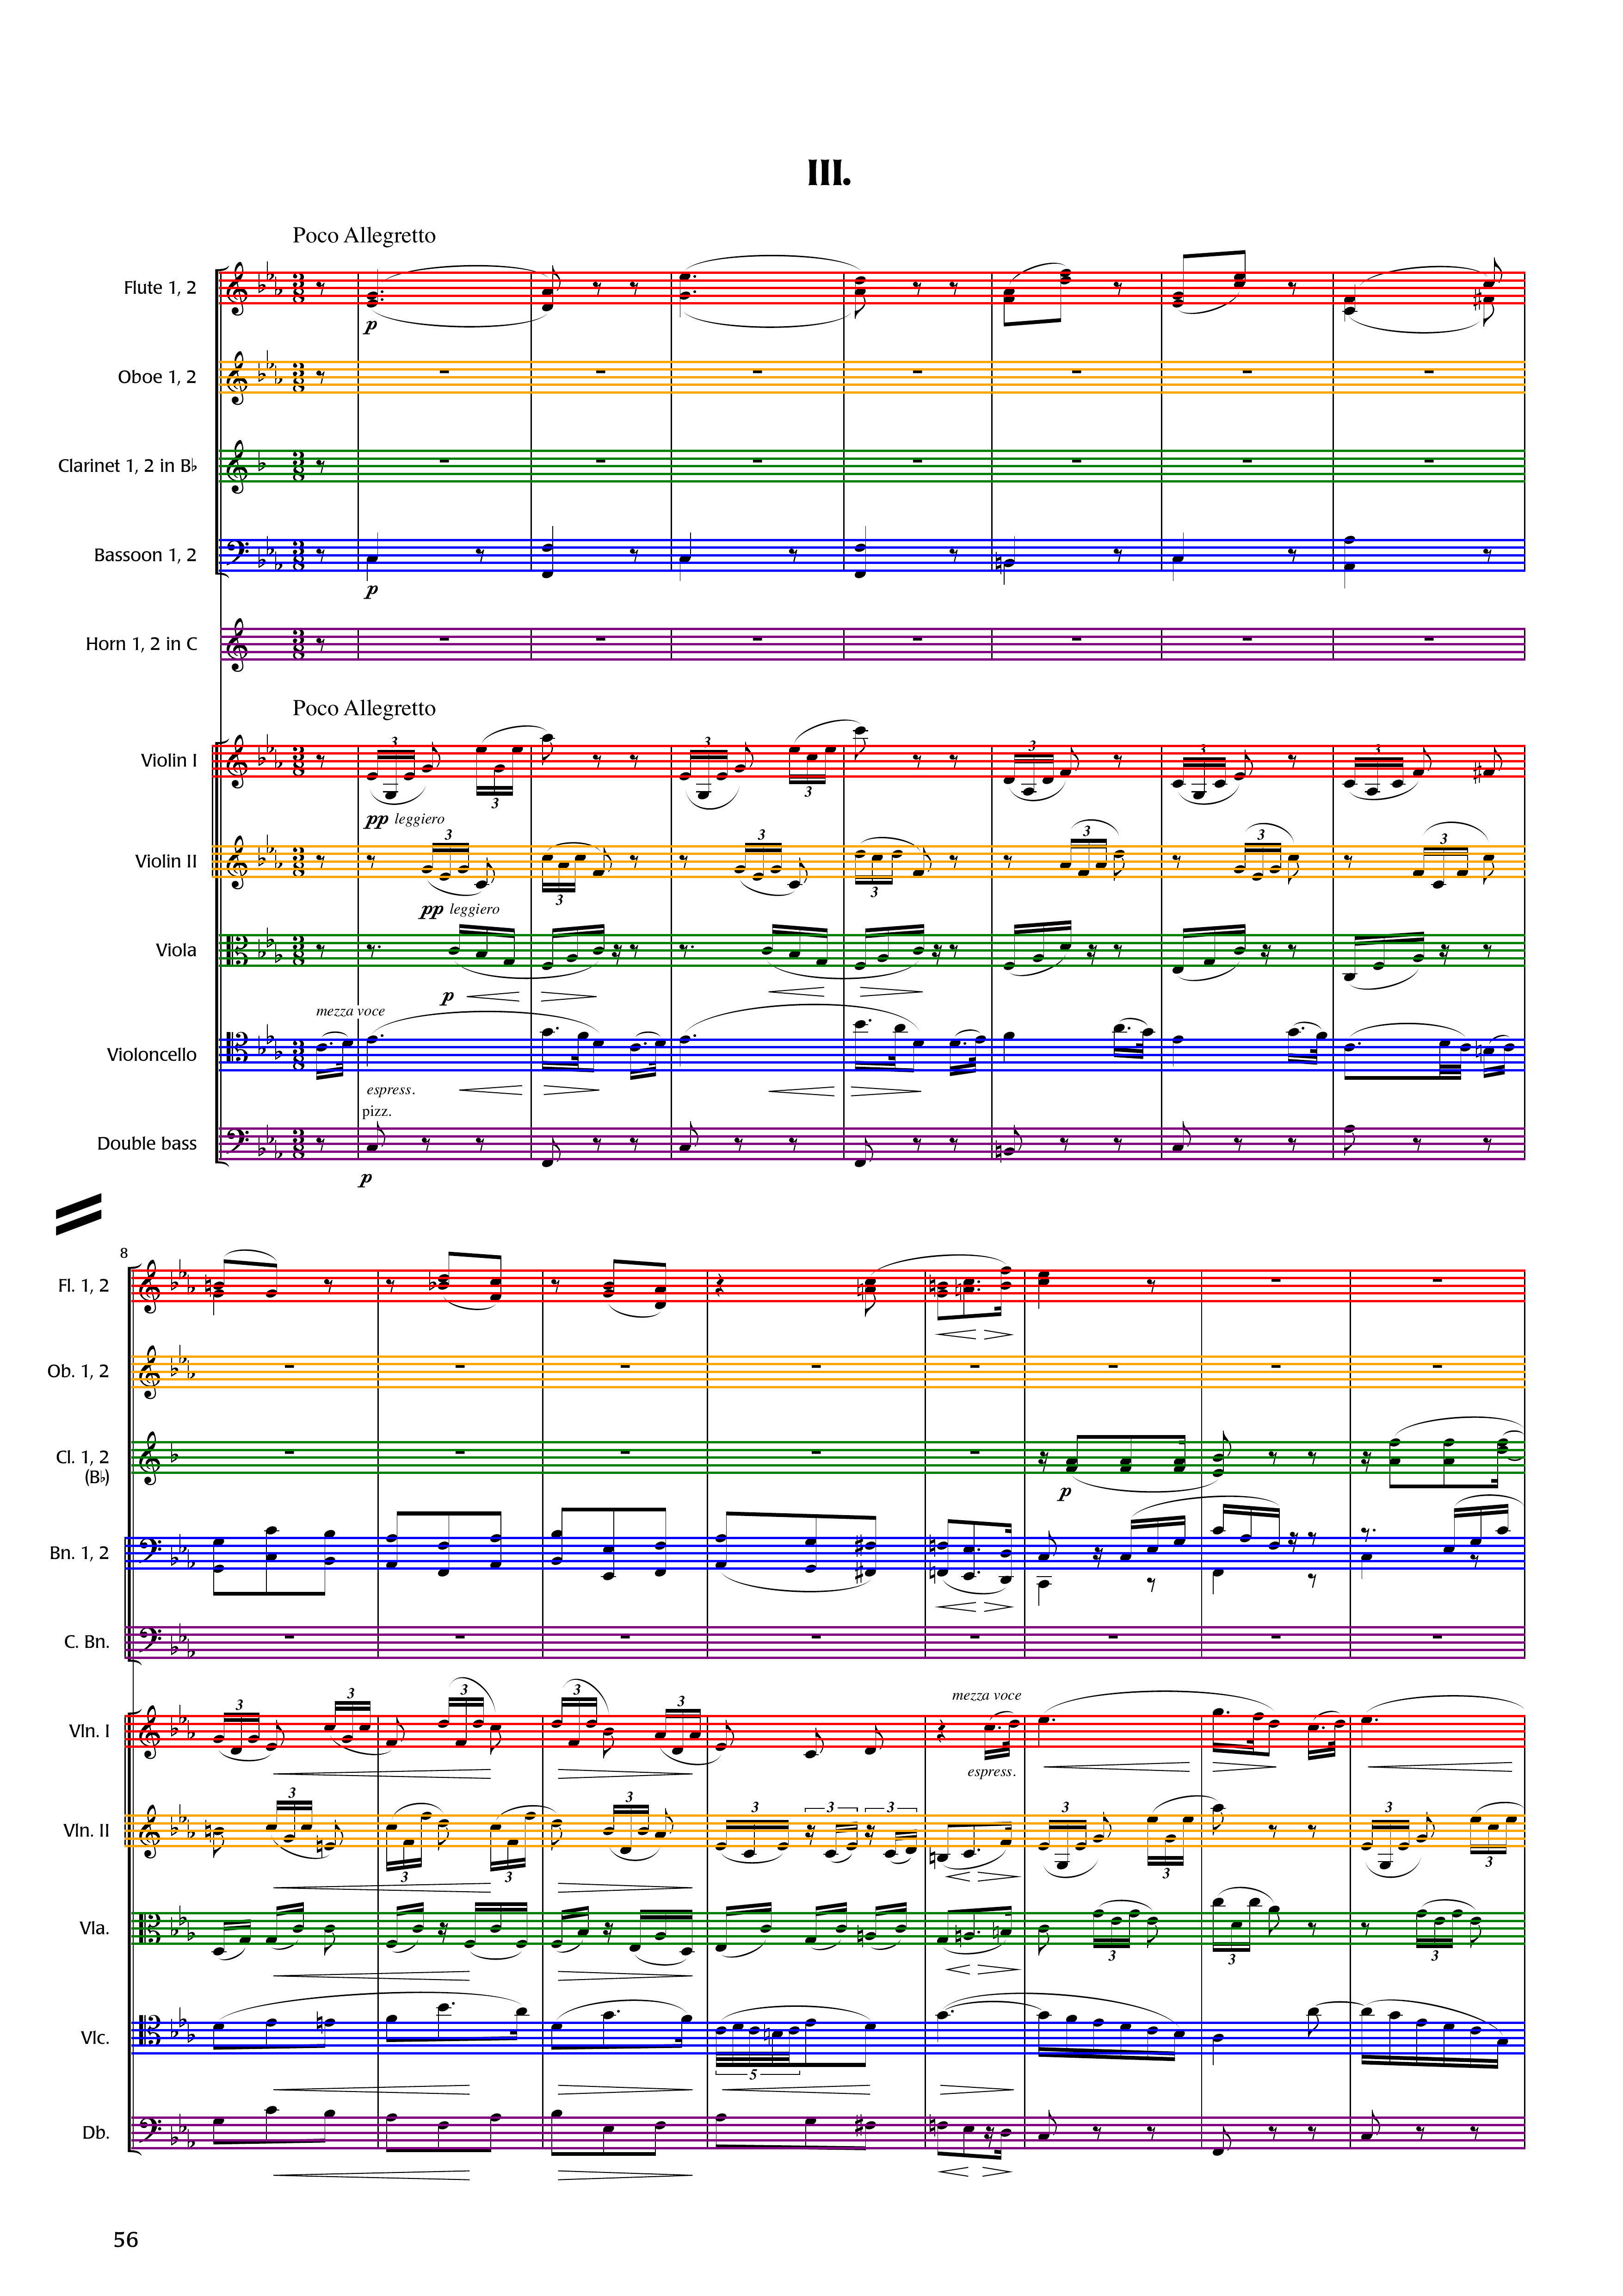 III.
Poco Allegretto
Flute 1, 2
p
Oboe 1, 2
Clarinet 1, 2 in B♭
Bassoon 1, 2
p
Horn 1, 2 in C
Poco Allegretto
Violin I
3 3 3 3 3 3 3
pp leggiero
Violin II
3 3 3 3 3 3 3
pp leggiero
Viola
p
mezza voce
Violoncello
espress.
pizz.
Double bass
p
8
Fl. 1, 2
Ob. 1, 2
Cl. 1, 2
(B♭)
p
Bn. 1, 2
C. Bn.
mezza voce
Vln. I
3 3 3 3 3
espress.
Vln. II
3 3 3 3 3 3 3 3 3 3 3
Vla.
3 3 3
Vlc.
5
Db.
56